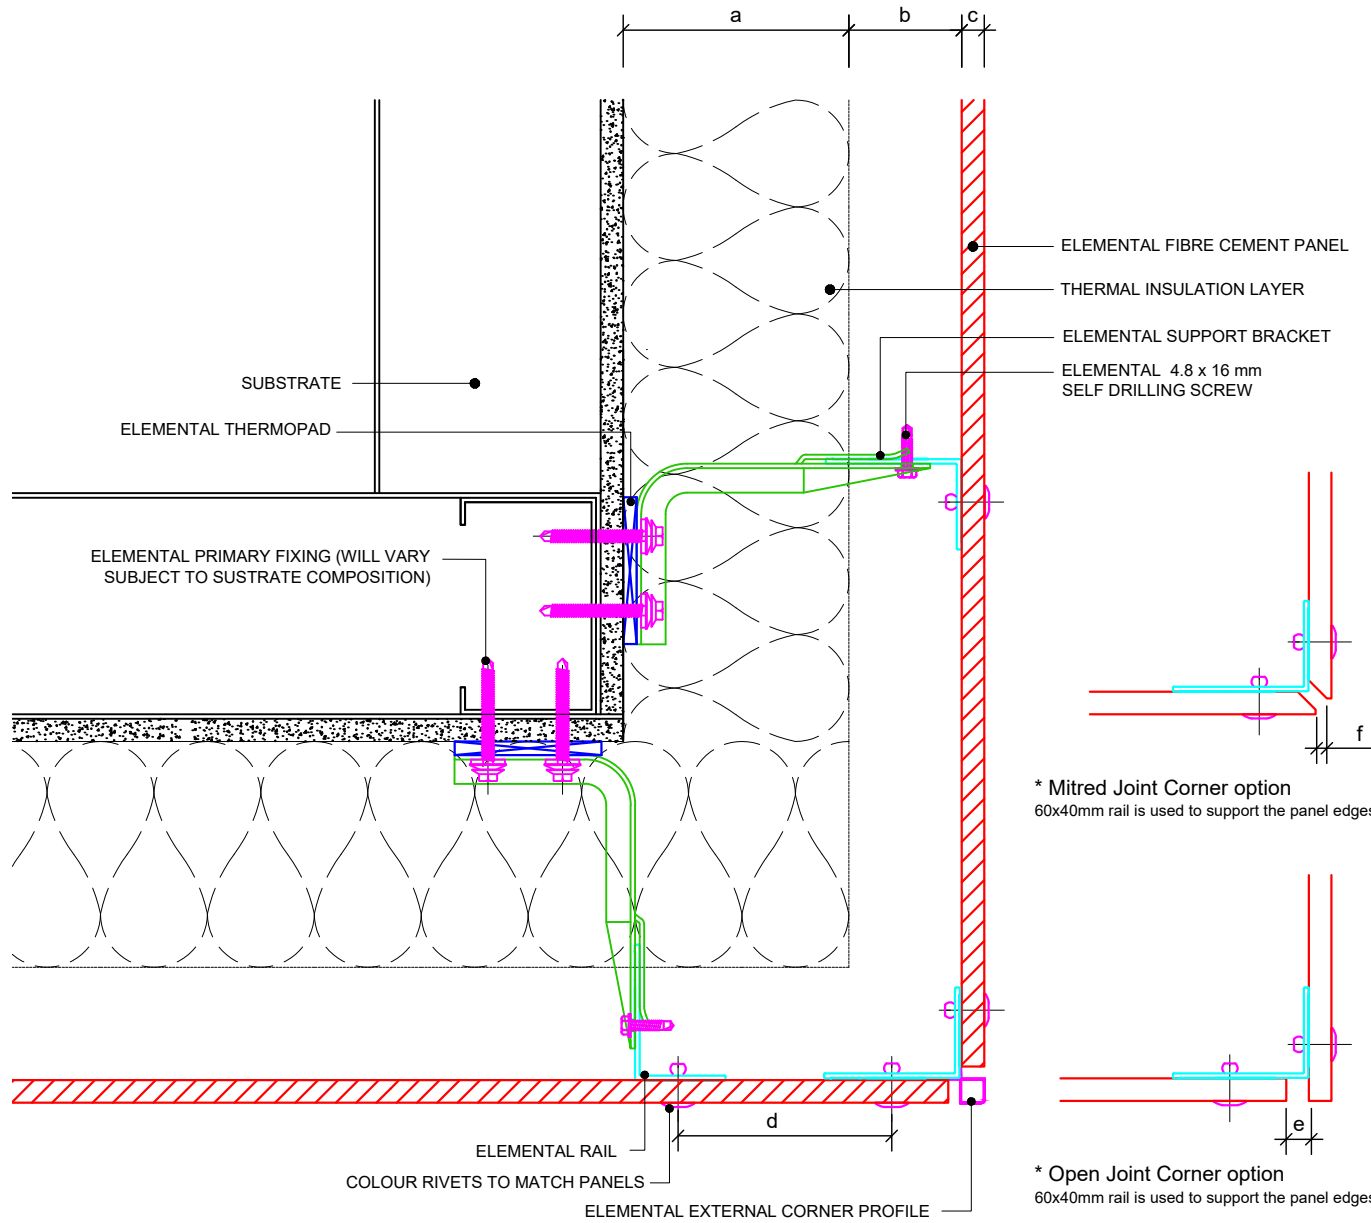 a
b
c
ELEMENTAL FIBRE CEMENT PANEL
THERMAL INSULATION LAYER
ELEMENTAL SUPPORT BRACKET
ELEMENTAL 4.8 x 16 mm
SELF DRILLING SCREW
SUBSTRATE
ELEMENTAL THERMOPAD
ELEMENTAL PRIMARY FIXING (WILL VARY
SUBJECT TO SUSTRATE COMPOSITION)
f
* Mitred Joint Corner option
60x40mm rail is used to support the panel edges
d
e
* Open Joint Corner option
60x40mm rail is used to support the panel edges
ELEMENTAL RAIL
COLOUR RIVETS TO MATCH PANELS
ELEMENTAL EXTERNAL CORNER PROFILE